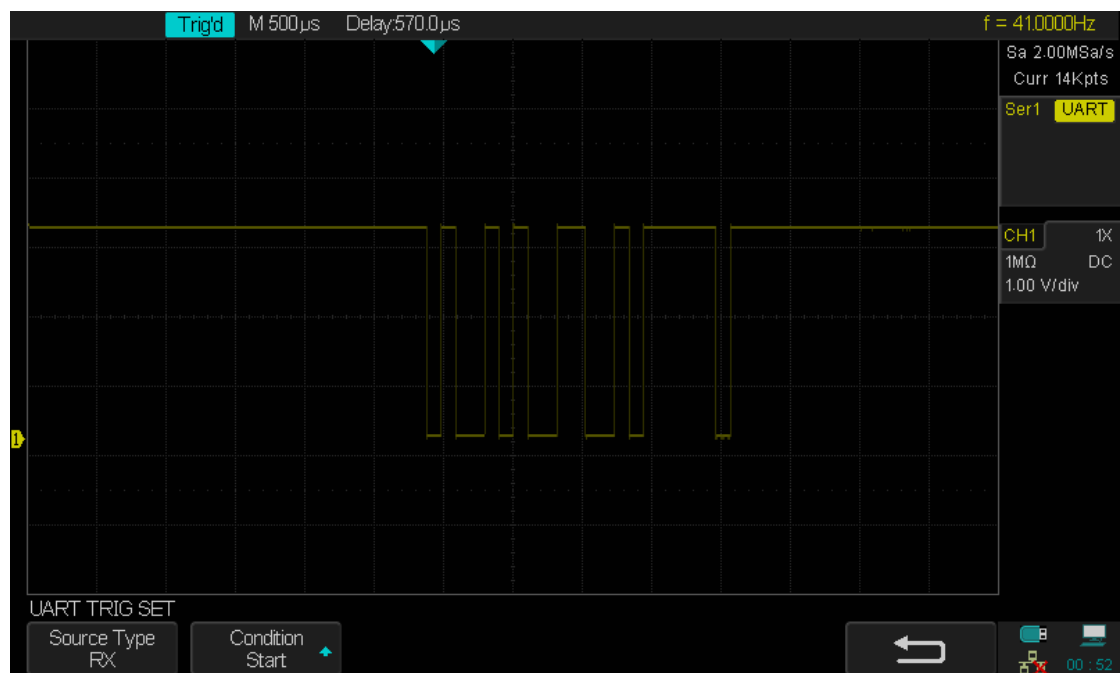 Trig'd M 500µs Delay:570.0µs f = 41.0000Hz
Sa 2.00MSa/s
Curr 14Kpts
Ser1 UART
CH1 1X
1MΩ DC
1.00 V/div
1
UART TRIG SET
Source Type
RX
Condition
Start
00 : 52